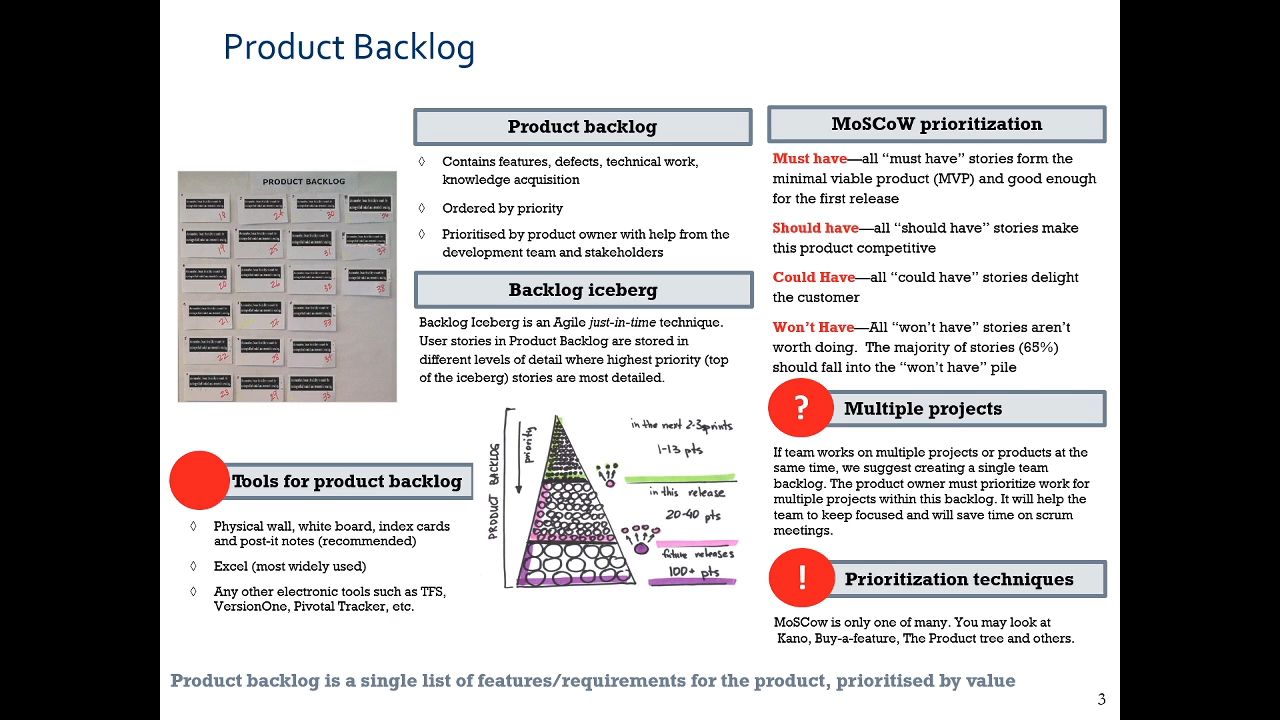 Product Backlog
PRODUCT BACKLOG
Product backlog
◊ Contains features, defects, technical work,
knowledge acquisition
◊ Ordered by priority
◊ Prioritised by product owner with help from the
development team and stakeholders
Backlog iceberg
Backlog Iceberg is an Agile just-in-time technique.
User stories in Product Backlog are stored in
different levels of detail where highest priority (top
of the iceberg) stories are most detailed.
PRODUCT BACKLOG
priority
in the next 2-3sprints
1-13 pts
in this release
20-40 pts
future releases
100+ pts
Tools for product backlog
◊ Physical wall, white board, index cards
and post-it notes (recommended)
◊ Excel (most widely used)
◊ Any other electronic tools such as TFS,
VersionOne, Pivotal Tracker, etc.
MoSCoW prioritization
Must have—all “must have” stories form the
minimal viable product (MVP) and good enough
for the first release
Should have—all “should have” stories make
this product competitive
Could Have—all “could have” stories delight
the customer
Won’t Have—All “won’t have” stories aren’t
worth doing. The majority of stories (65%)
should fall into the “won’t have” pile
?
Multiple projects
If team works on multiple projects or products at the
same time, we suggest creating a single team
backlog. The product owner must prioritize work for
multiple projects within this backlog. It will help the
team to keep focused and will save time on scrum
meetings.
!
Prioritization techniques
MoSCow is only one of many. You may look at
Kano, Buy-a-feature, The Product tree and others.
Product backlog is a single list of features/requirements for the product, prioritised by value
3